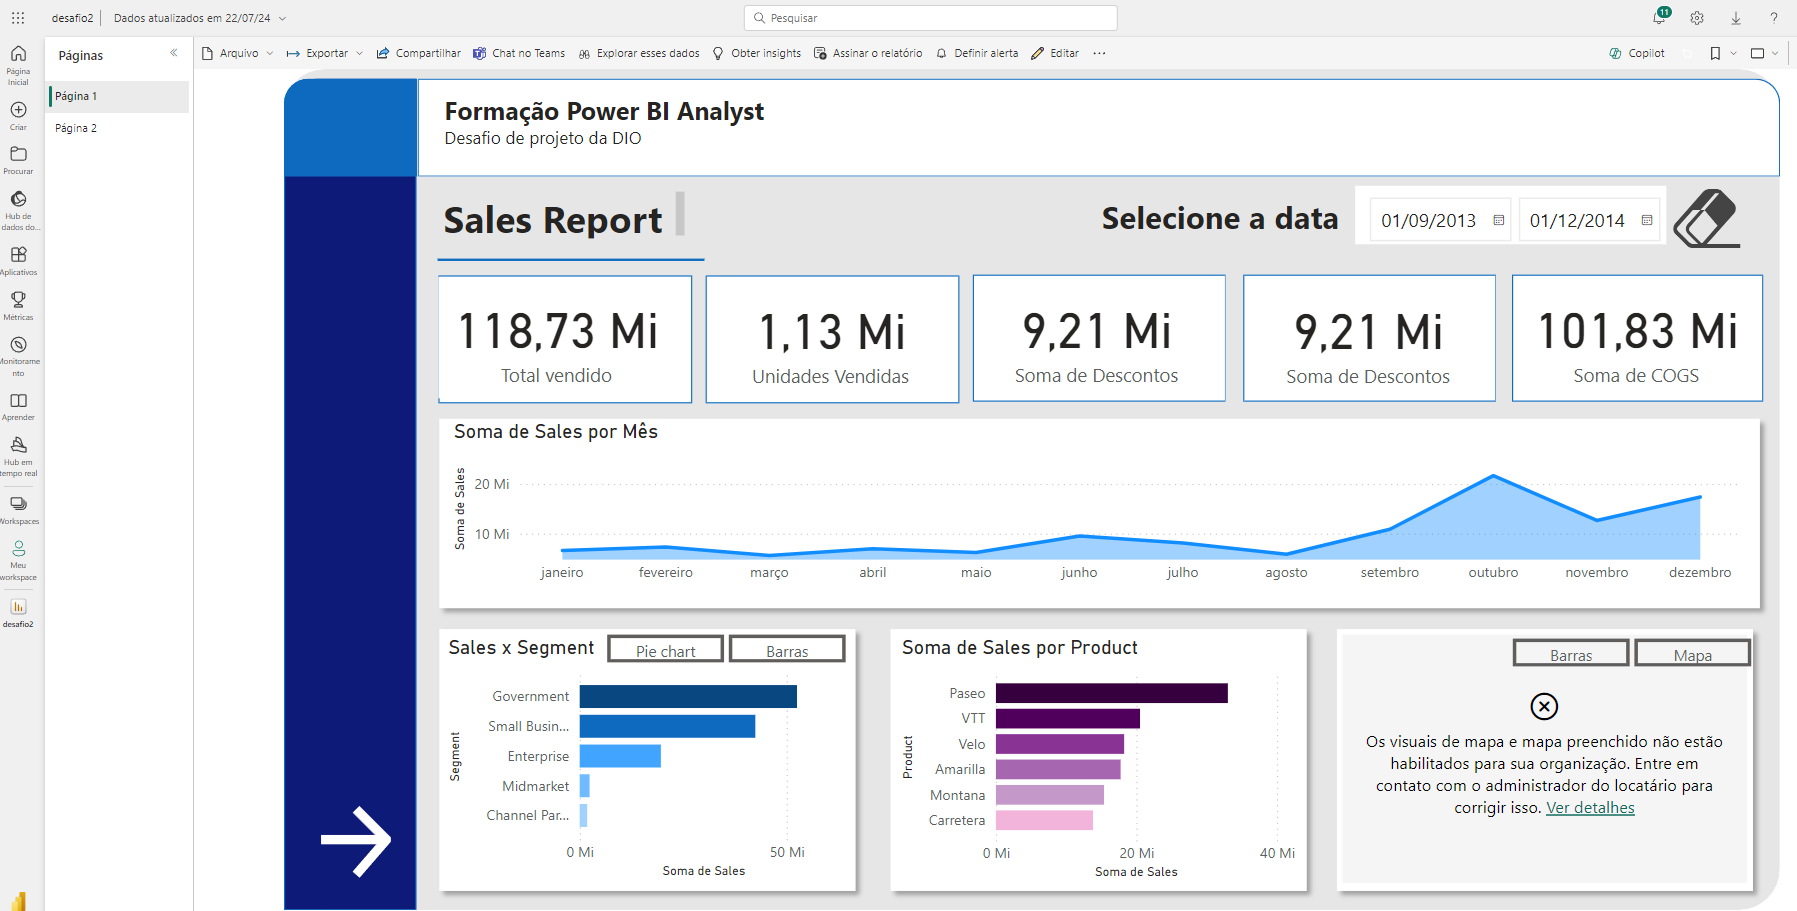 desafio2 Dados atualizados em 22/07/24
Pesquisar
11
?
Página
Inicial
Criar
Procurar
Hub de
dados do...
Aplicativos
Métricas
Monitorame
nto
Aprender
Hub em
tempo real
Workspaces
Meu
workspace
desafio2
Páginas
Página 1
Página 2
Arquivo Exportar Compartilhar Chat no Teams Explorar esses dados Obter insights Assinar o relatório Definir alerta Editar ... Copilot
Formação Power BI Analyst
Desafio de projeto da DIO
Sales Report
Selecione a data
01/09/2013 01/12/2014
118,73 Mi
Total vendido
1,13 Mi
Unidades Vendidas
9,21 Mi
Soma de Descontos
9,21 Mi
Soma de Descontos
101,83 Mi
Soma de COGS
Soma de Sales por Mês
Soma de Sales
20 Mi
10 Mi
janeiro fevereiro março abril maio junho julho agosto setembro outubro novembro dezembro
Sales x Segment Pie chart Barras
Segment
Government
Small Busin...
Enterprise
Midmarket
Channel Par...
0 Mi 50 Mi
Soma de Sales
Soma de Sales por Product
Product
Paseo
VTT
Velo
Amarilla
Montana
Carretera
0 Mi 20 Mi 40 Mi
Soma de Sales
Barras Mapa
Os visuais de mapa e mapa preenchido não estão
habilitados para sua organização. Entre em
contato com o administrador do locatário para
corrigir isso. Ver detalhes